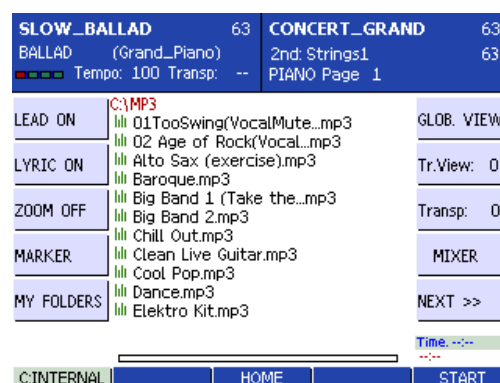 SLOW_BALLAD 63
BALLAD (Grand_Piano)
Tempo: 100 Transp: --
CONCERT_GRAND 63
2nd: Strings1 63
PIANO Page 1
LEAD ON
LYRIC ON
ZOOM OFF
MARKER
MY FOLDERS
C:\MP3
01TooSwing(VocalMute...mp3
02 Age of Rock(Vocal...mp3
Alto Sax (exercise).mp3
Baroque.mp3
Big Band 1 (Take the...mp3
Big Band 2.mp3
Chill Out.mp3
Clean Live Guitar.mp3
Cool Pop.mp3
Dance.mp3
Elektro Kit.mp3
GLOB. VIEW
Tr.View: 0
Transp: 0
MIXER
NEXT >>
Time. --:--
--:--
C:INTERNAL
HOME
START